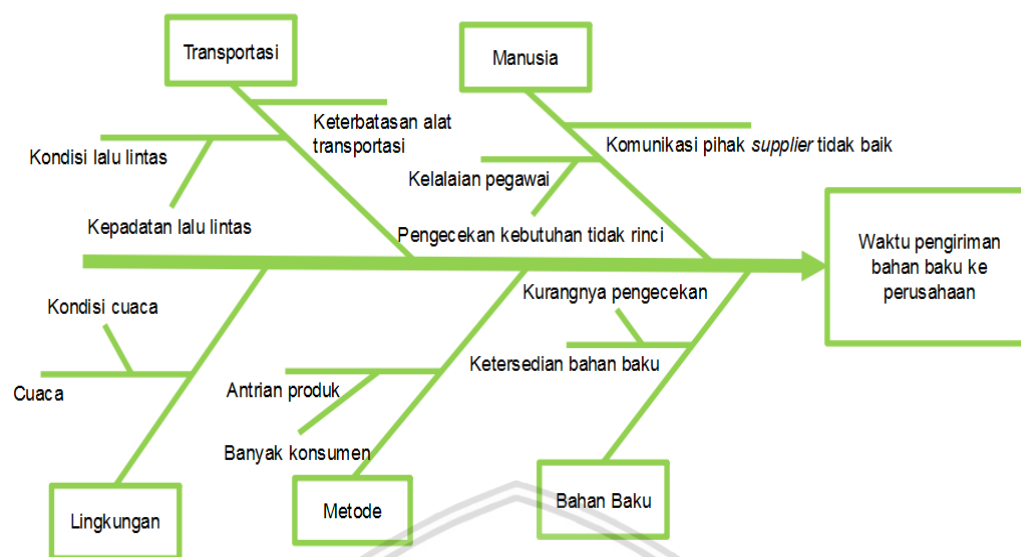 Transportasi
Manusia
Keterbatasan alat
transportasi
Kondisi lalu lintas
Komunikasi pihak supplier tidak baik
Kelalaian pegawai
Kepadatan lalu lintas
Pengecekan kebutuhan tidak rinci
Waktu pengiriman
bahan baku ke
perusahaan
Kondisi cuaca
Kurangnya pengecekan
Cuaca
Antrian produk
Ketersedian bahan baku
Banyak konsumen
Lingkungan
Metode
Bahan Baku